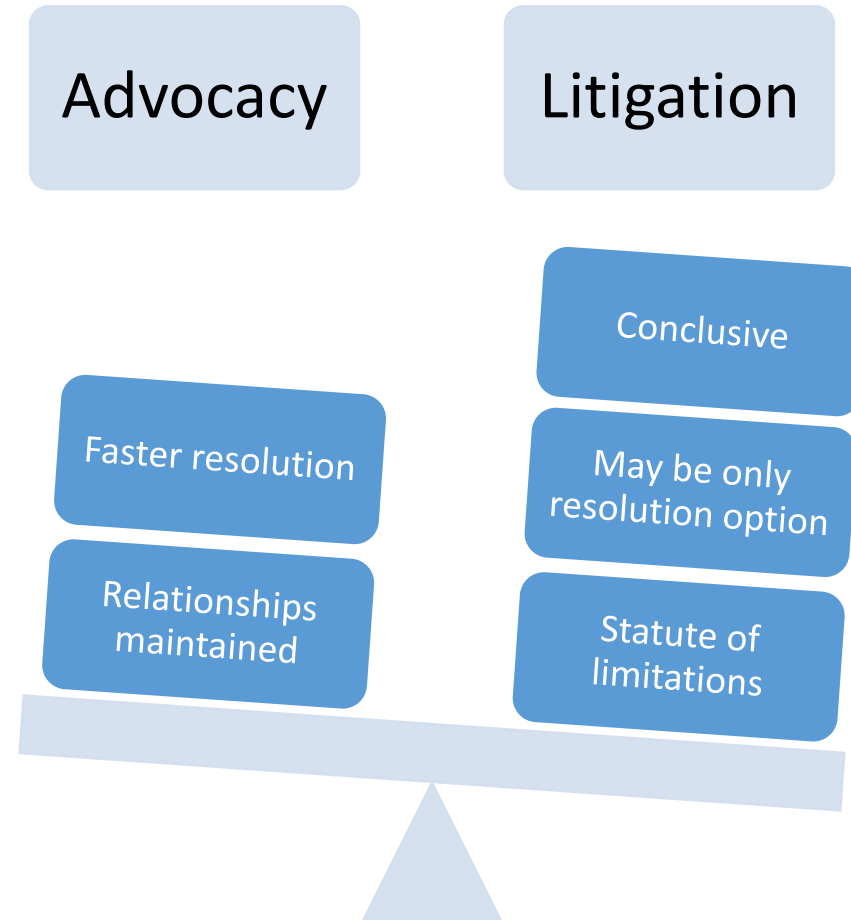 Advocacy
Litigation
Conclusive
Faster resolution
May be only
resolution option
Relationships
maintained
Statute of
limitations